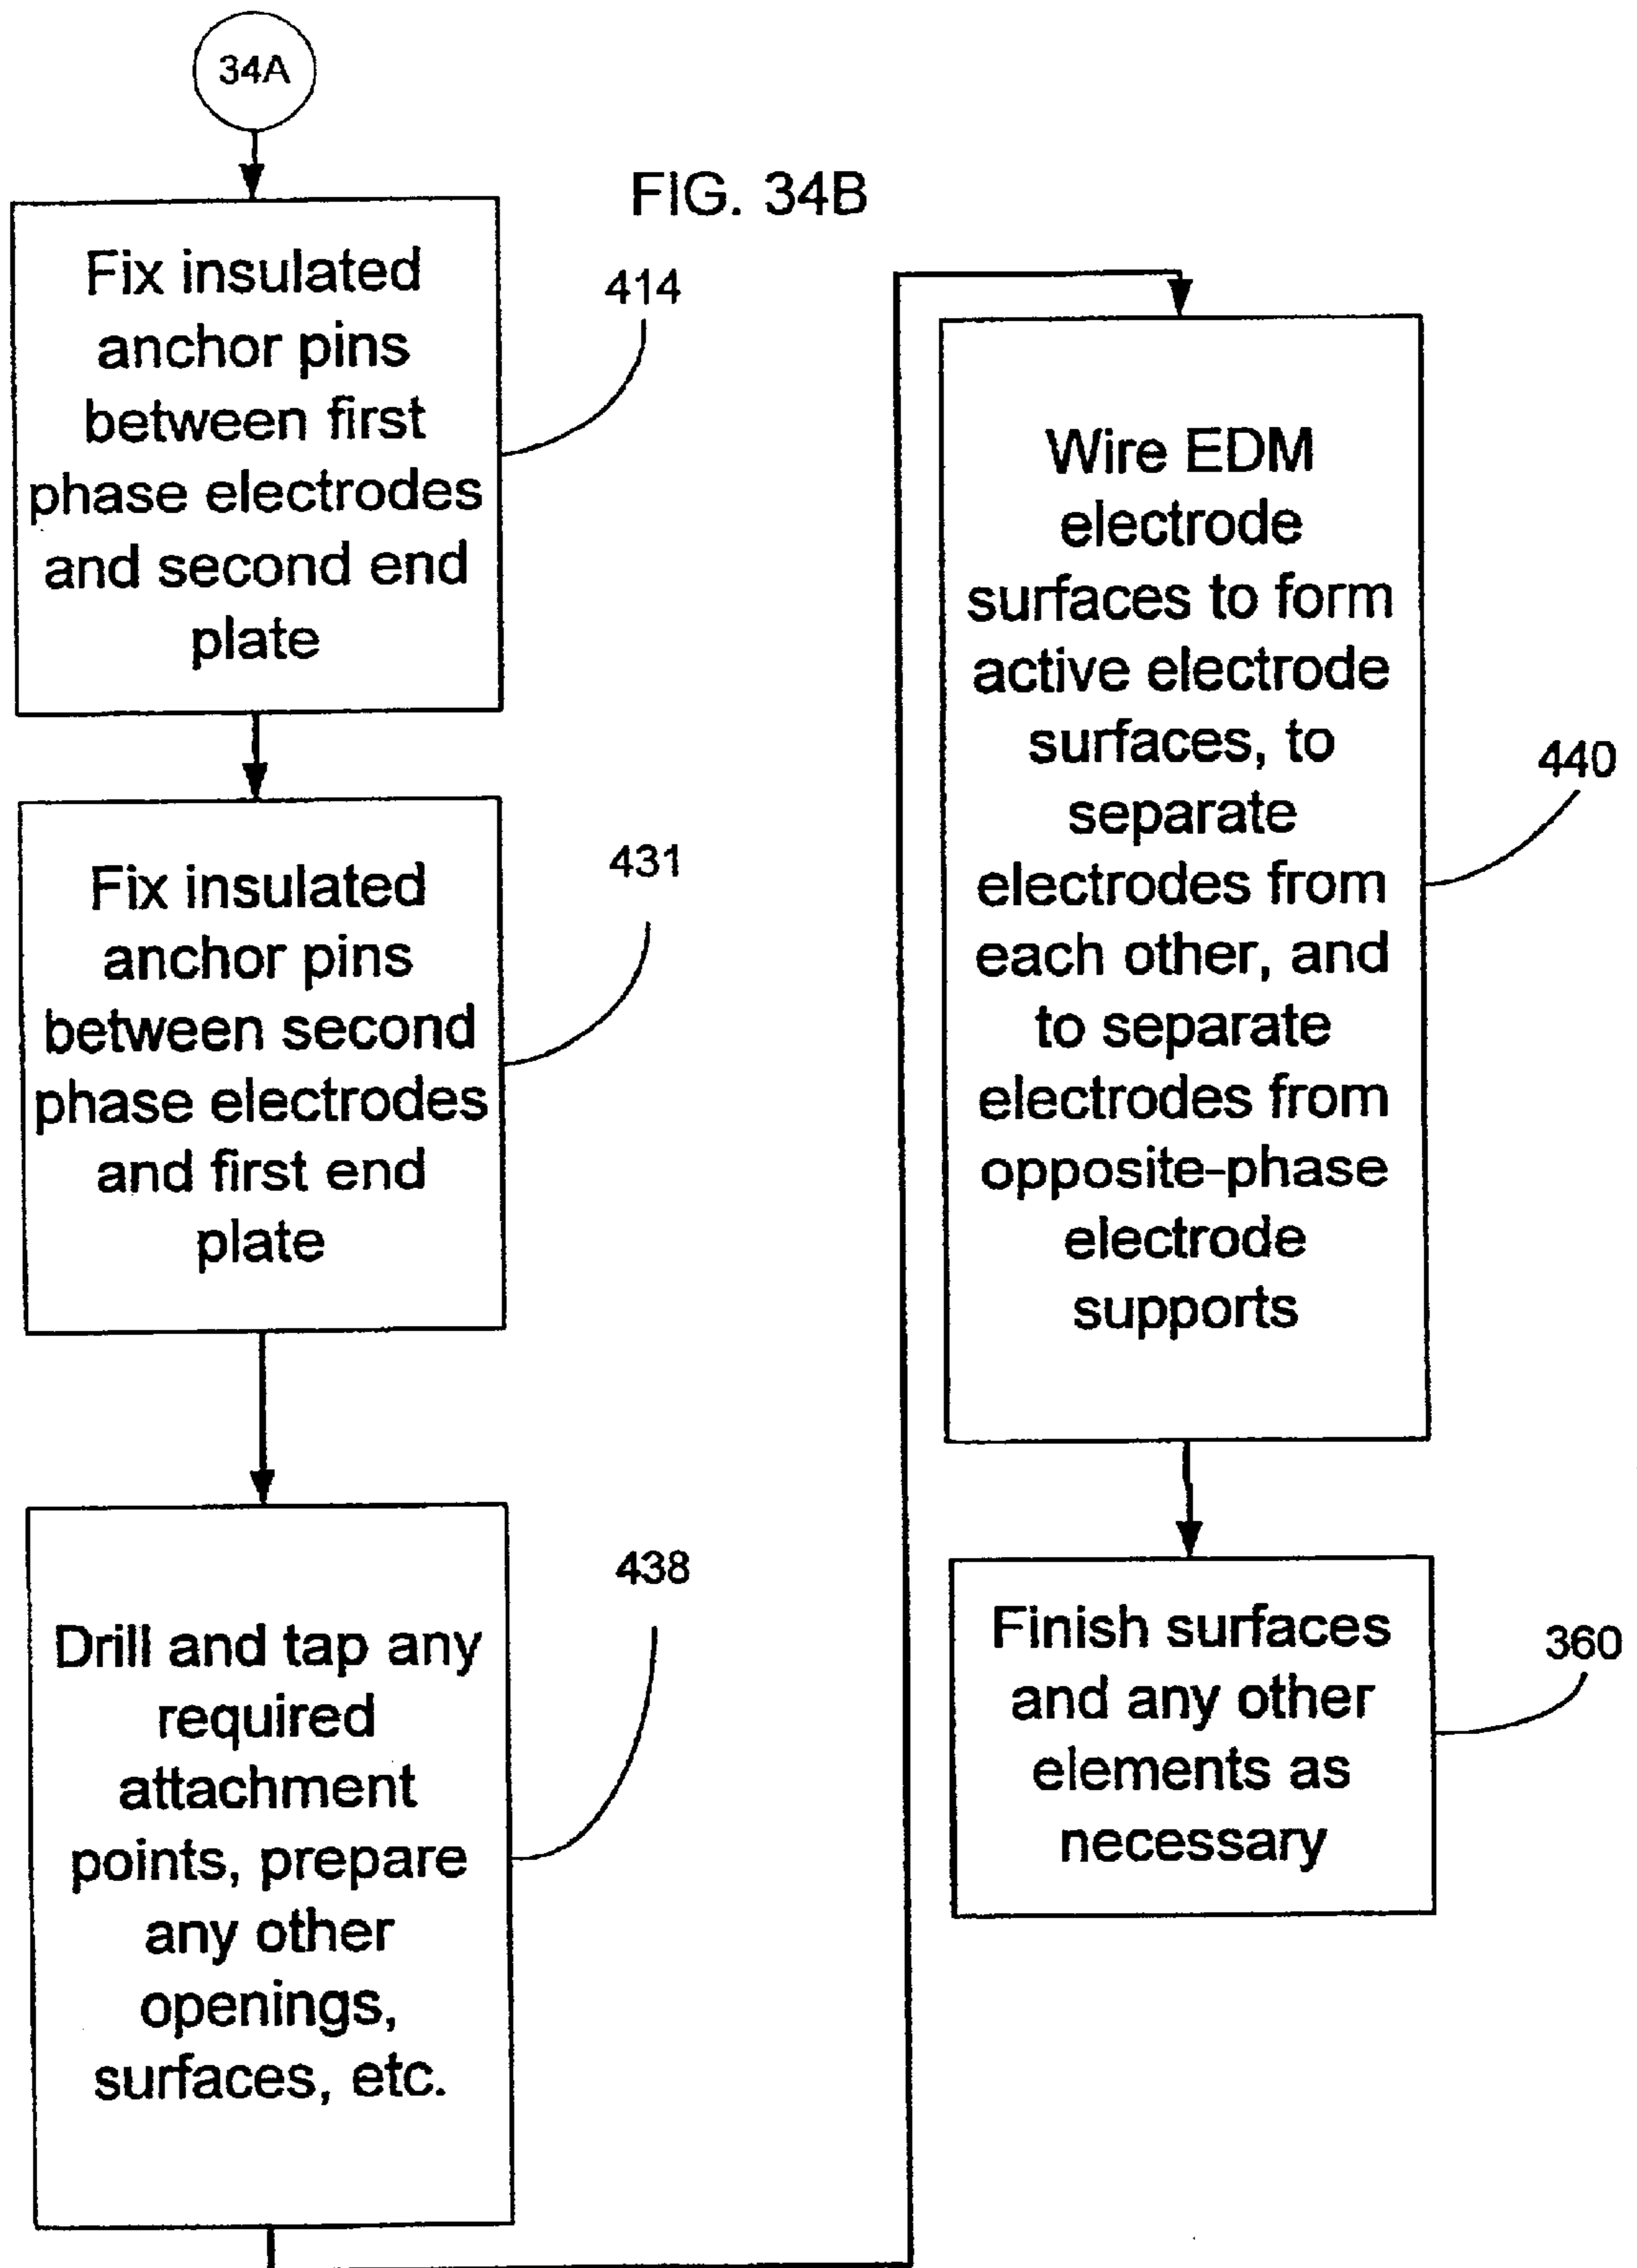 34A
FIG. 34B
Fix insulated
anchor pins
between first
phase electrodes
and second end
plate
414
Fix insulated
anchor pins
between second
phase electrodes
and first end
plate
431
Drill and tap any
required
attachment
points, prepare
any other
openings,
surfaces, etc.
438
Wire EDM
electrode
surfaces to form
active electrode
surfaces, to
separate
electrodes from
each other, and
to separate
electrodes from
opposite-phase
electrode
supports
440
Finish surfaces
and any other
elements as
necessary
360